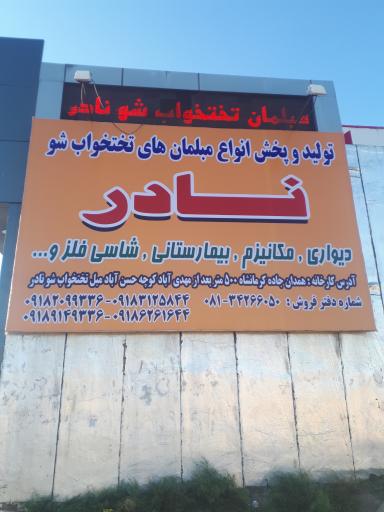 مبلمان تختخواب شو نادر
تولید و پخش انواع مبلمان های تختخواب شو
نادر
دیواری , مکانیزم , بیمارستانی , شاسی فلز و...
آدرس کارخانه : همدان جاده کرمانشاه ۵۰۰ متر بعد از مهدی آباد کوچه حسن آباد مبل تختخواب شو نادر
شماره دفتر فروش : ۰۸۱-۳۴۲۶۶۰۵۰
۰۹۱۸۲۰۹۹۳۳۶-۰۹۱۸۳۱۲۵۸۴۴
۰۹۱۸۹۱۴۹۳۳۶-۰۹۱۸۶۲۶۱۶۴۴